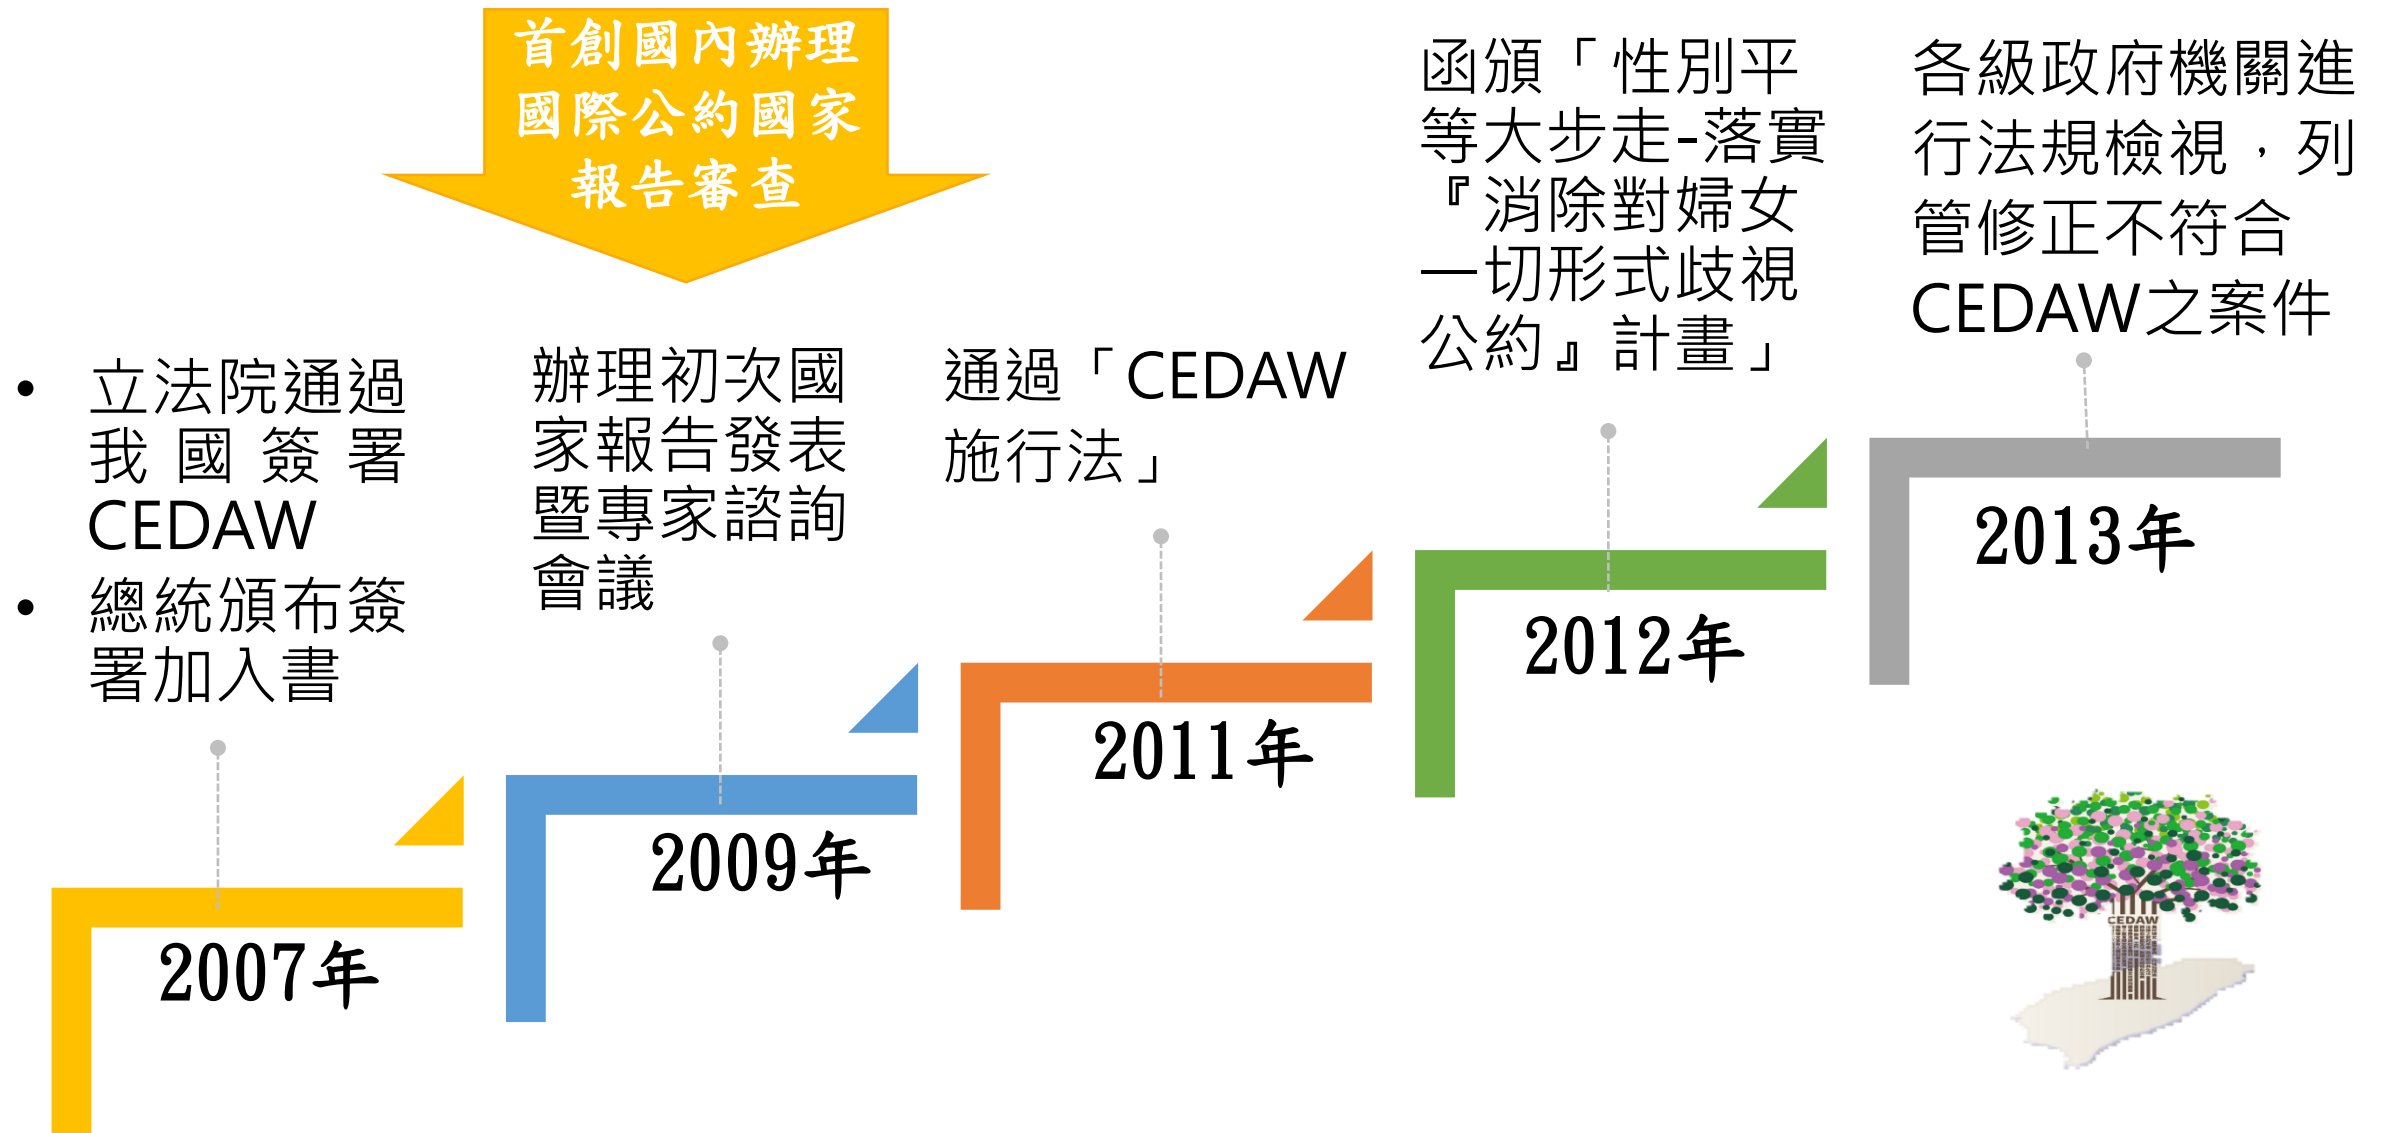 首創國內辦理
國際公約國家
報告審查
• 立法院通過
我國簽署
CEDAW
• 總統頒布簽
署加入書
2007年
辦理初次國
家報告發表
暨專家諮詢
會議
2009年
通過「CEDAW
施行法」
2011年
函頒「性別平
等大步走-落實
『消除對婦女
一切形式歧視
公約』計畫」
2012年
各級政府機關進
行法規檢視，列
管修正不符合
CEDAW之案件
2013年
CEDAW